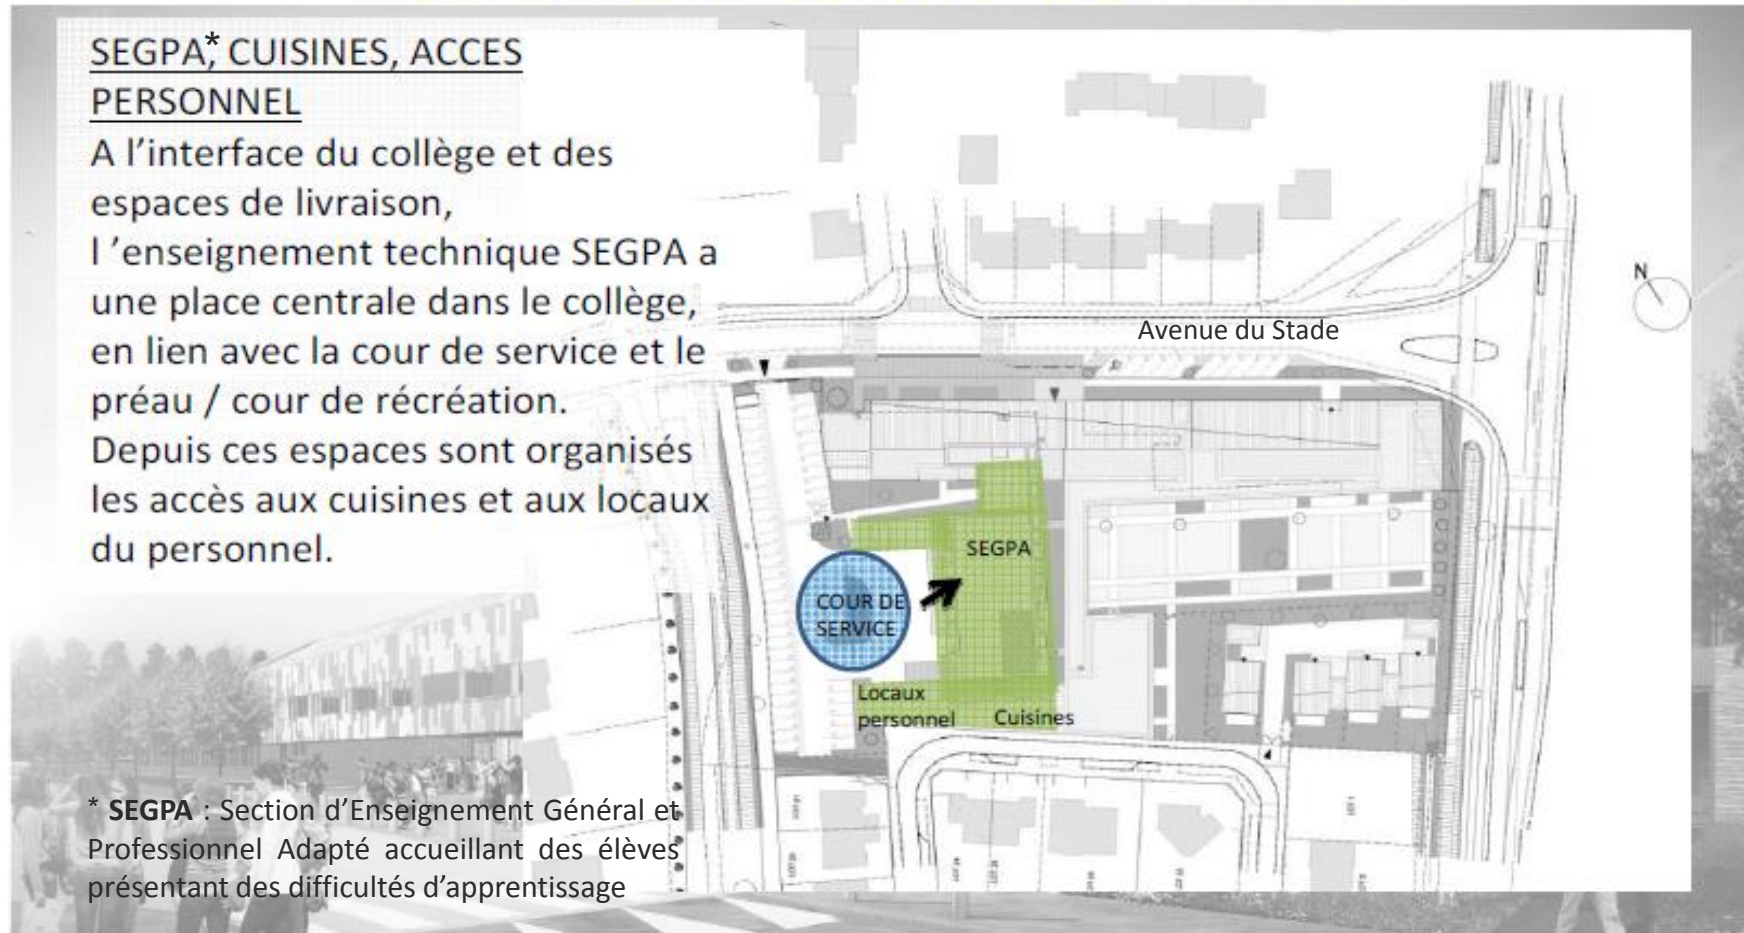 SEGPA,* CUISINES, ACCES
PERSONNEL
A l'interface du collège et des
espaces de livraison,
l 'enseignement technique SEGPA a
une place centrale dans le collège,
en lien avec la cour de service et le
préau / cour de récréation.
Depuis ces espaces sont organisés
les accès aux cuisines et aux locaux
du personnel.
* SEGPA : Section d'Enseignement Général et
Professionnel Adapté accueillant des élèves
présentant des difficultés d'apprentissage
N
Avenue du Stade
SEGPA
COUR DE
SERVICE
Locaux
personnel
Cuisines